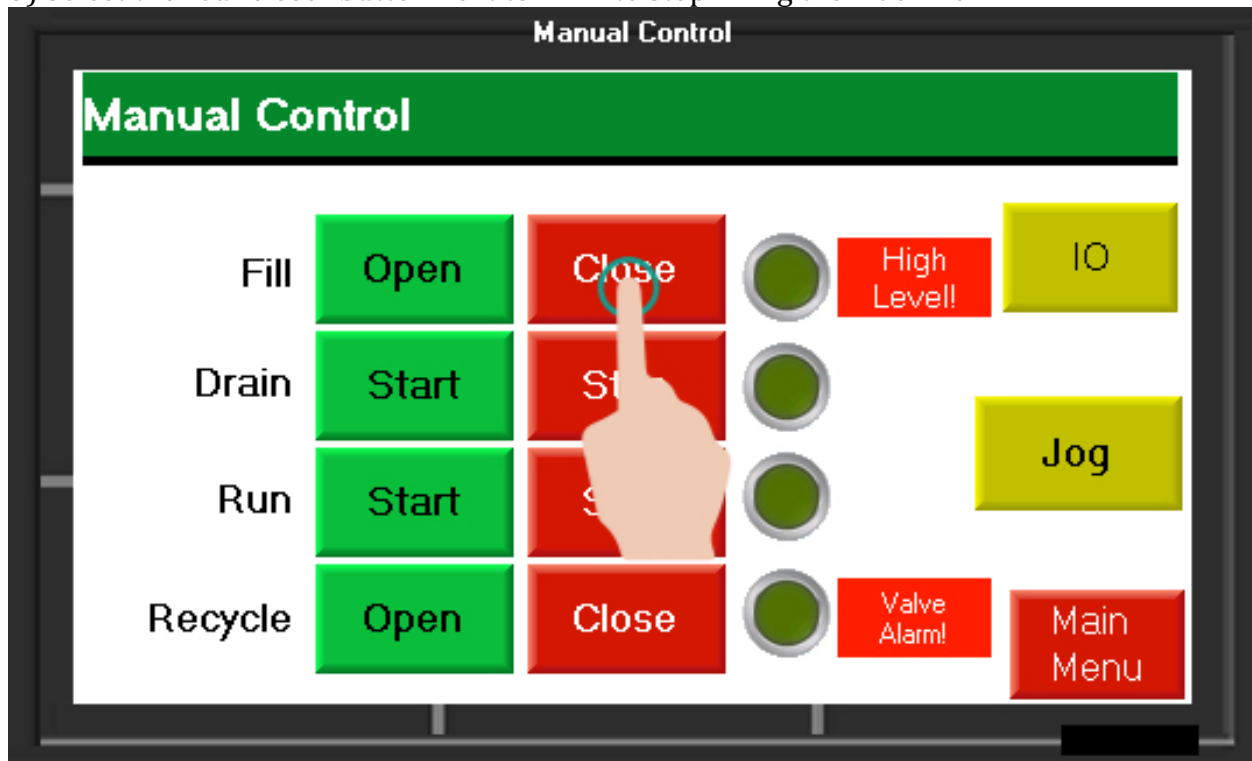 Manual Control
Manual Control
Fill
Open
Close
High
Level!
IO
Drain
Start
Run
Start
Jog
Recycle
Open
Close
Valve
Alarm!
Main
Menu